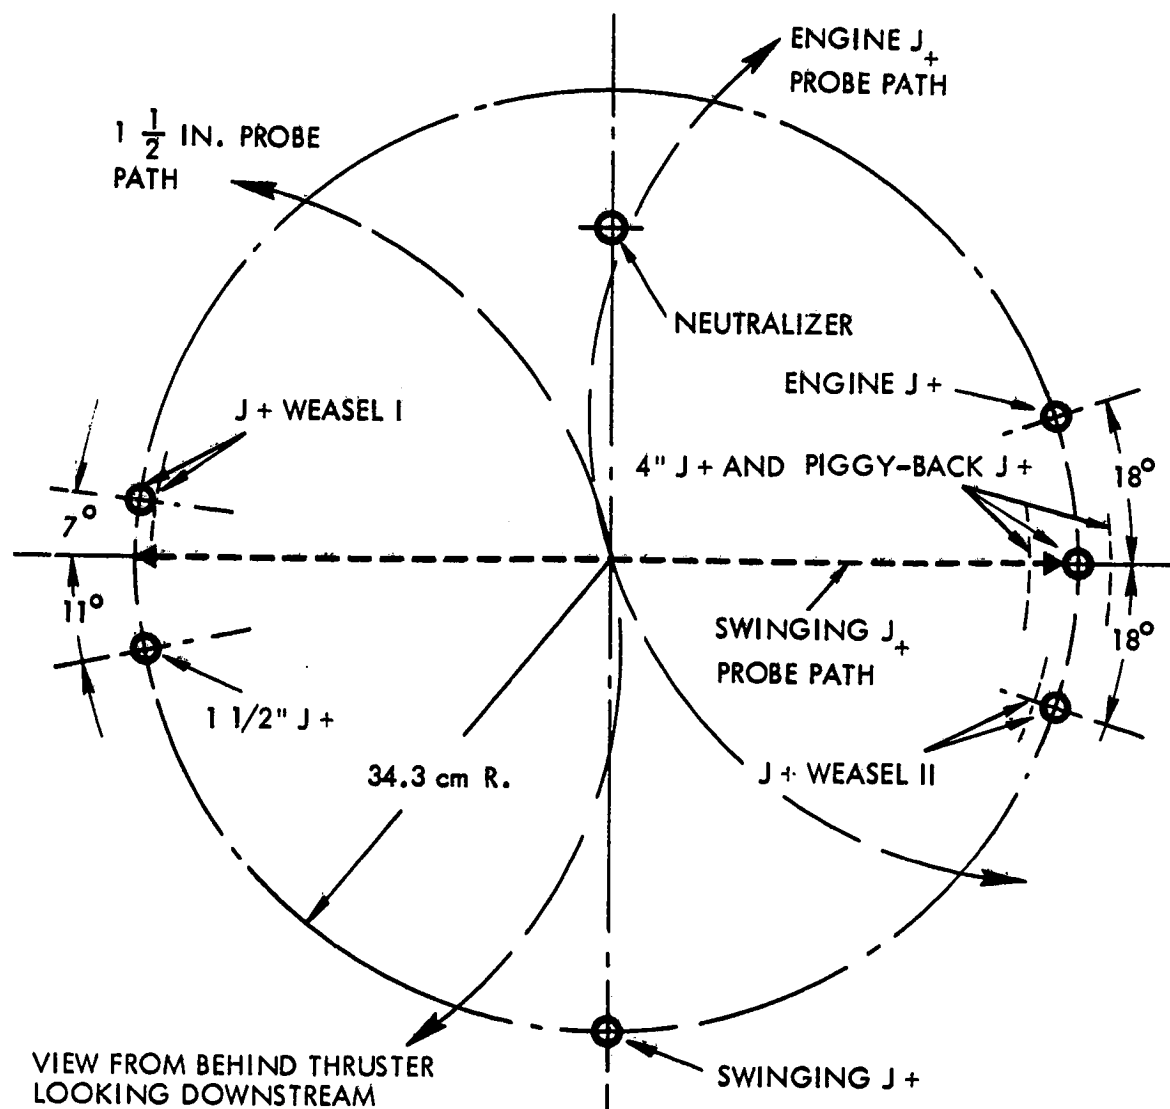 ENGINE J+
PROBE PATH
1 1/2 IN. PROBE
PATH
NEUTRALIZER
ENGINE J+
J+ WEASEL I
4" J+ AND PIGGY-BACK J+
18°
7°
11°
SWINGING J+
PROBE PATH
18°
1 1/2" J+
34.3 cm R.
J+ WEASEL II
VIEW FROM BEHIND THRUSTER
LOOKING DOWNSTREAM
SWINGING J+